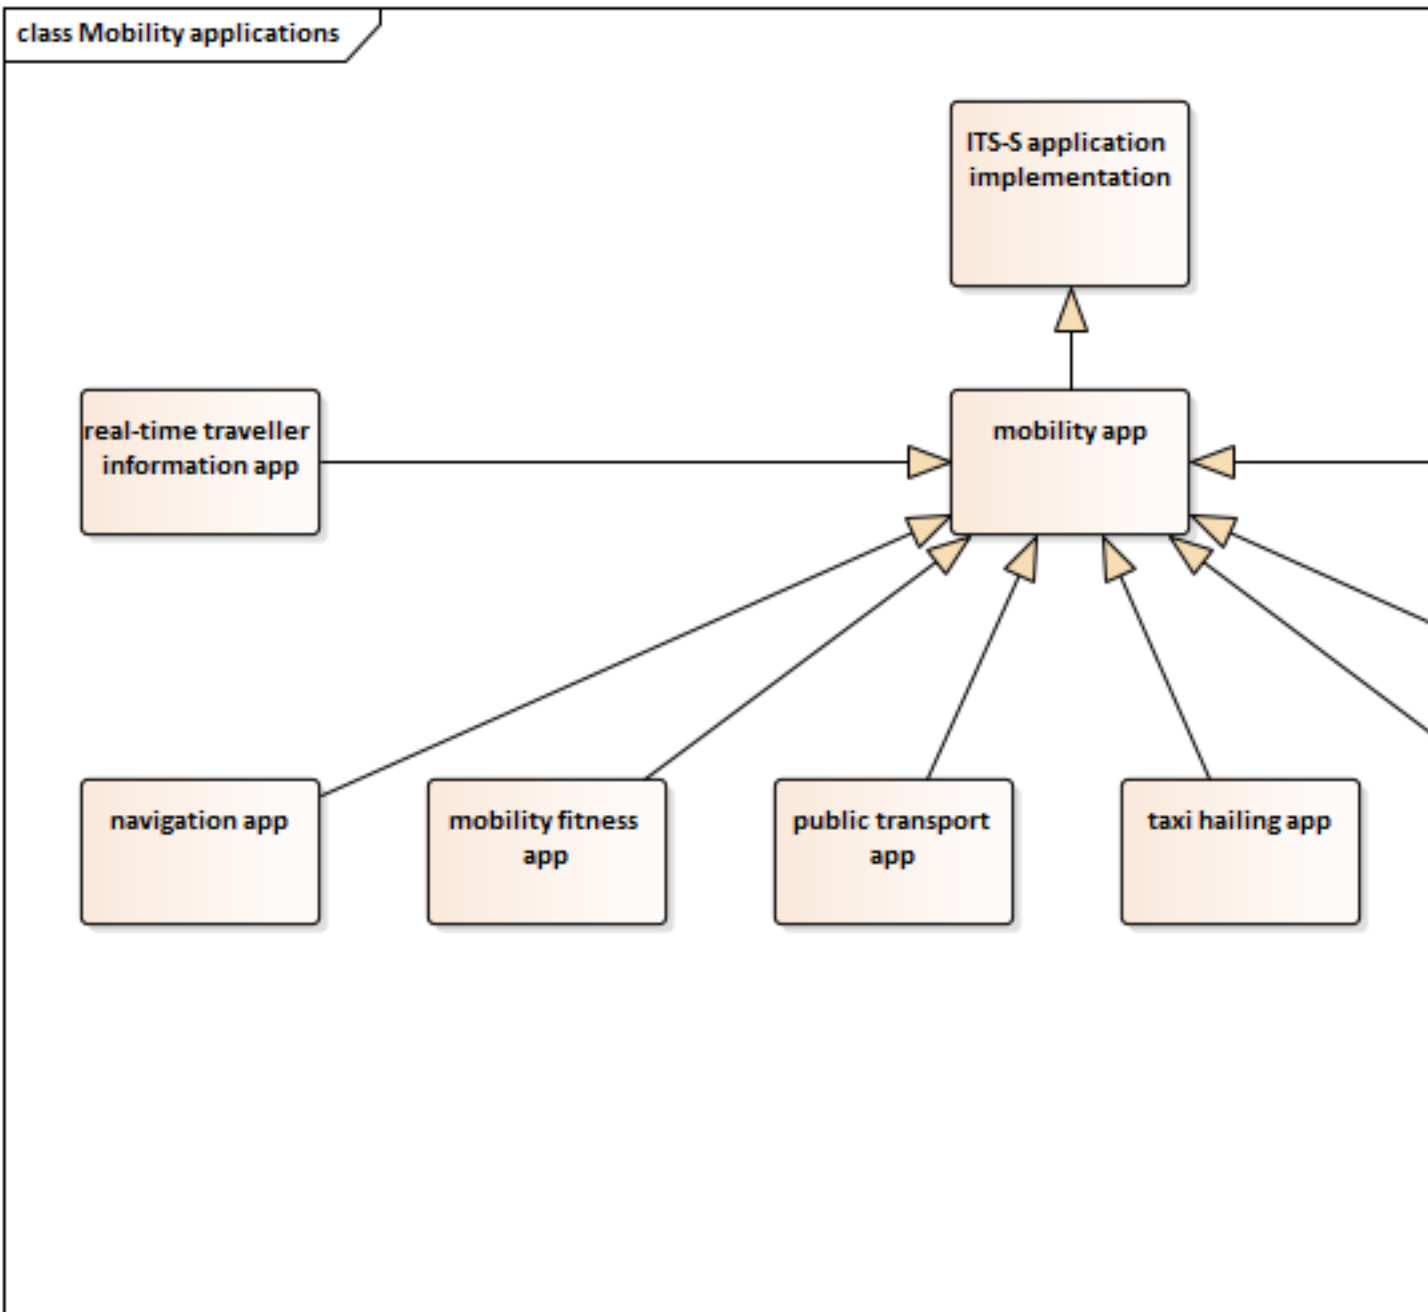 class Mobility applications
ITS-S application
implementation
real-time traveller
information app
mobility app
navigation app
mobility fitness
app
public transport
app
taxi hailing app